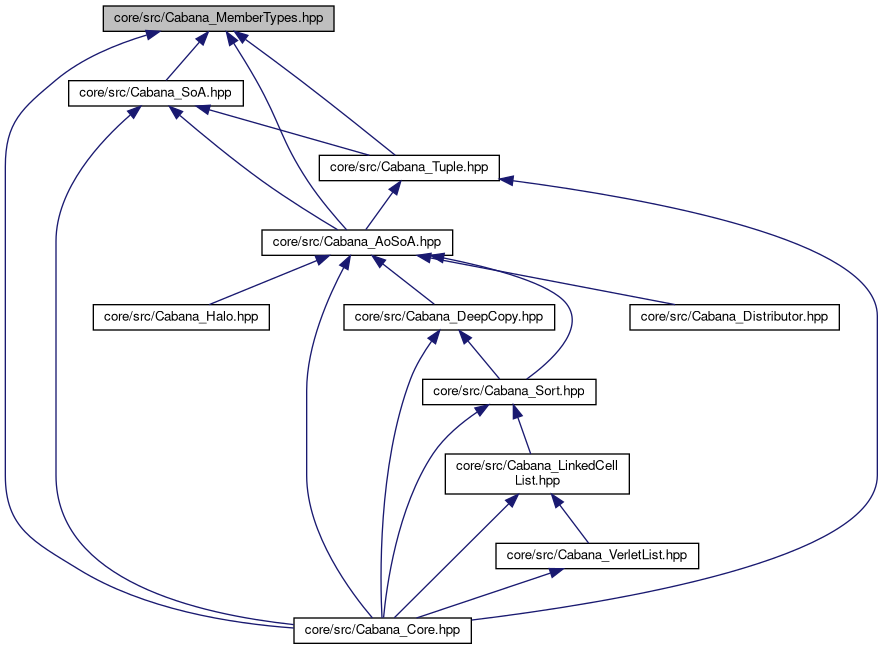 core/src/Cabana_MemberTypes.hpp
core/src/Cabana_SoA.hpp
core/src/Cabana_Tuple.hpp
core/src/Cabana_AoSoA.hpp
core/src/Cabana_Halo.hpp
core/src/Cabana_DeepCopy.hpp
core/src/Cabana_Distributor.hpp
core/src/Cabana_Sort.hpp
core/src/Cabana_LinkedCell
List.hpp
core/src/Cabana_VerletList.hpp
core/src/Cabana_Core.hpp